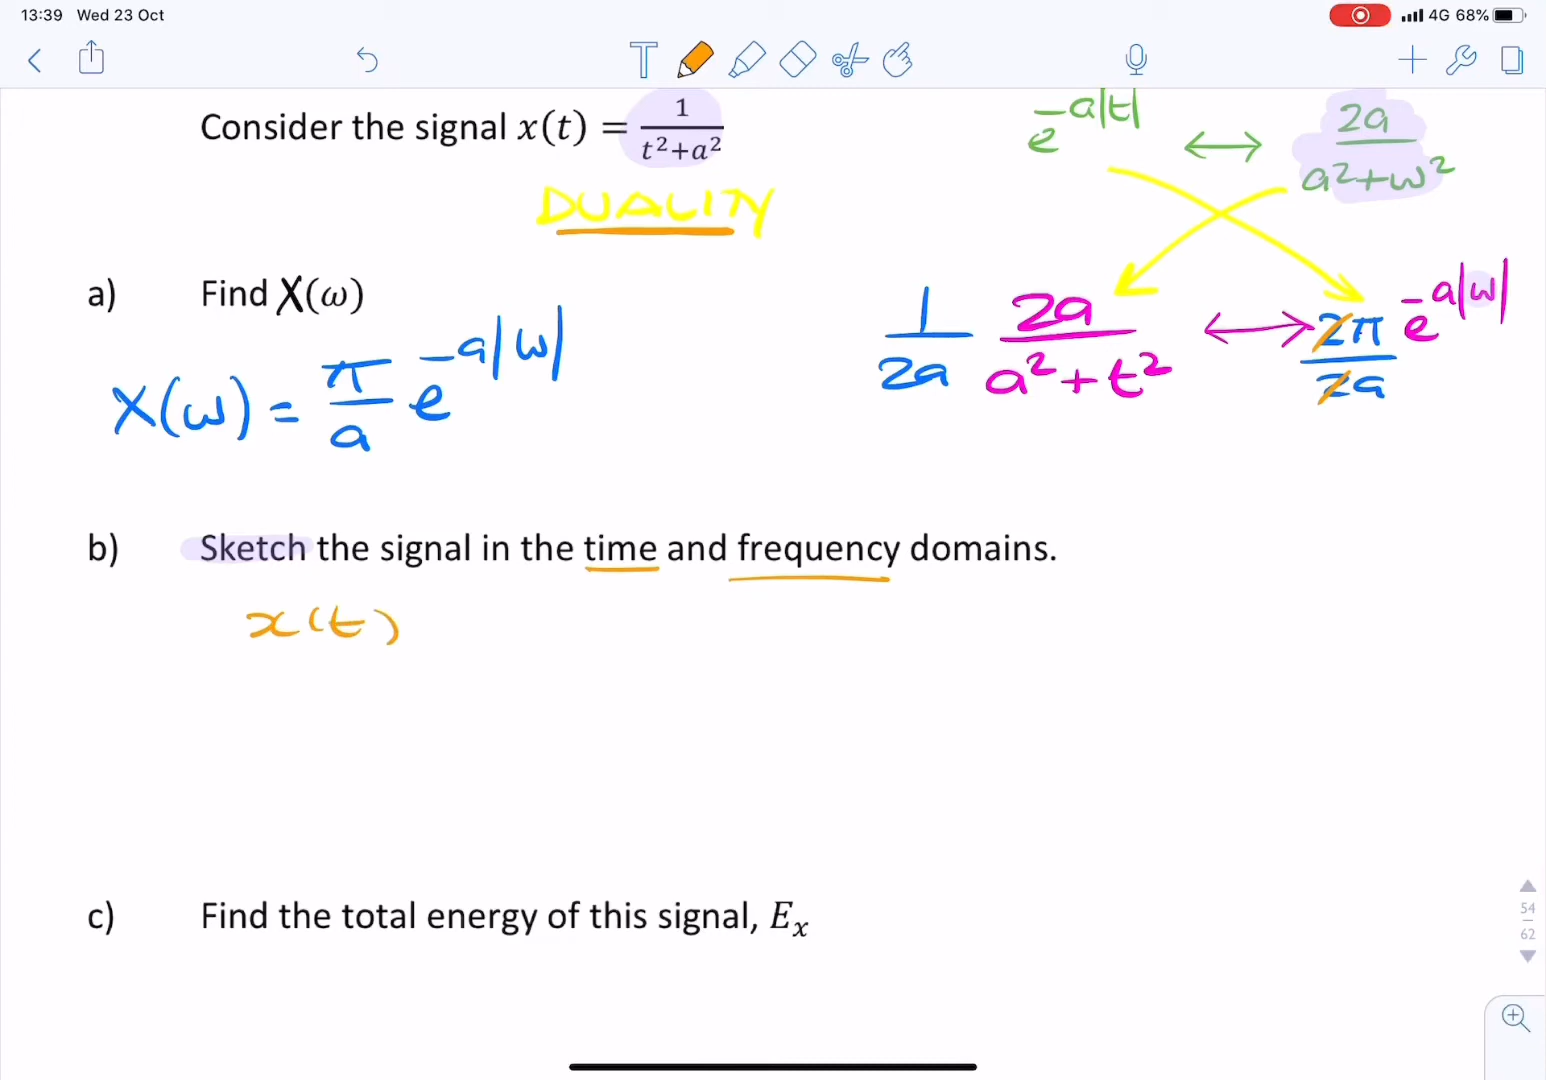 13:39 Wed 23 Oct 4G 68%
T
Consider the signal x(t) = 1/(t²+a²)
e^(-a|t|) ↔ 2a/(a²+ω²)
DUALITY
a) Find X(ω)
1/2a 2a/(a²+t²) ↔ 2π/2a e^(-a|ω|)
X(ω) = π/a e^(-a|ω|)
b) Sketch the signal in the time and frequency domains.
x(t)
c) Find the total energy of this signal, Eₓ
54
62